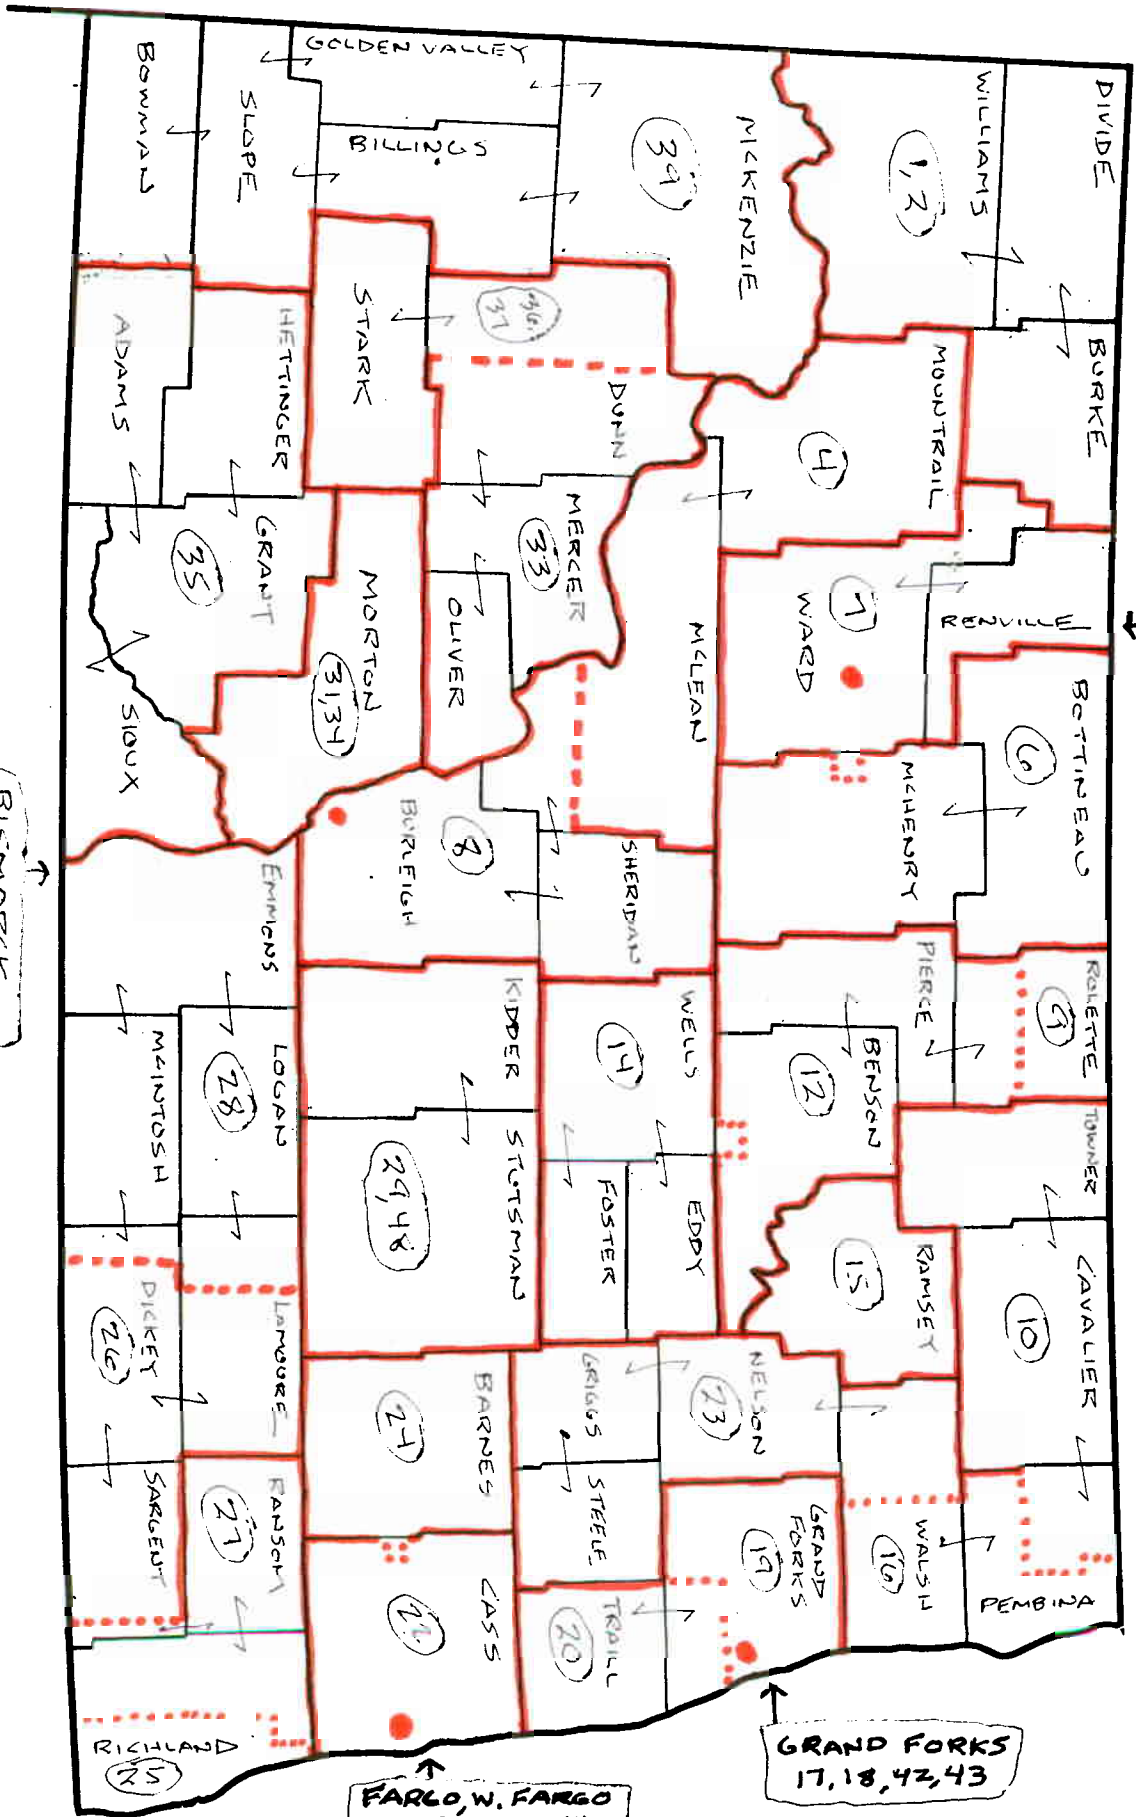 DIVIDE
WILLIAMS
1,2
BURKE
MCKENZIE
39
GOLDEN VALLEY
BILLINGS
SLOPE
BOWMAN
MOUNTRAIL
4
RENVILLE
WARD
7
BOTTINEAU
6
MCHENRY
ROLETTE
9
PIERCE
TOWNER
BENSON
12
CAVALIER
10
RAMSEY
15
PEMBINA
WALSH
16
NELSON
23
GRAND
FORKS
19
GRAND FORKS
17,18,42,43
36,
37
DUNN
STARK
HETTINGER
ADAMS
MERCER
33
OLIVER
MCLEAN
GRANT
35
MORTON
31,34
SIOUX
BURLEIGH
8
SHERIDAN
WELLS
14
EDDY
FOSTER
KIDDER
STUTSMAN
29,48
GRIGGS
STEELE
TRAILL
20
BARNES
24
CASS
22
FARGO, W. FARGO
EMMONS
LOGAN
28
MCINTOSH
LAMOURE
DICKEY
26
RANSOM
27
SARGENT
RICHLAND
25
BISMARCK